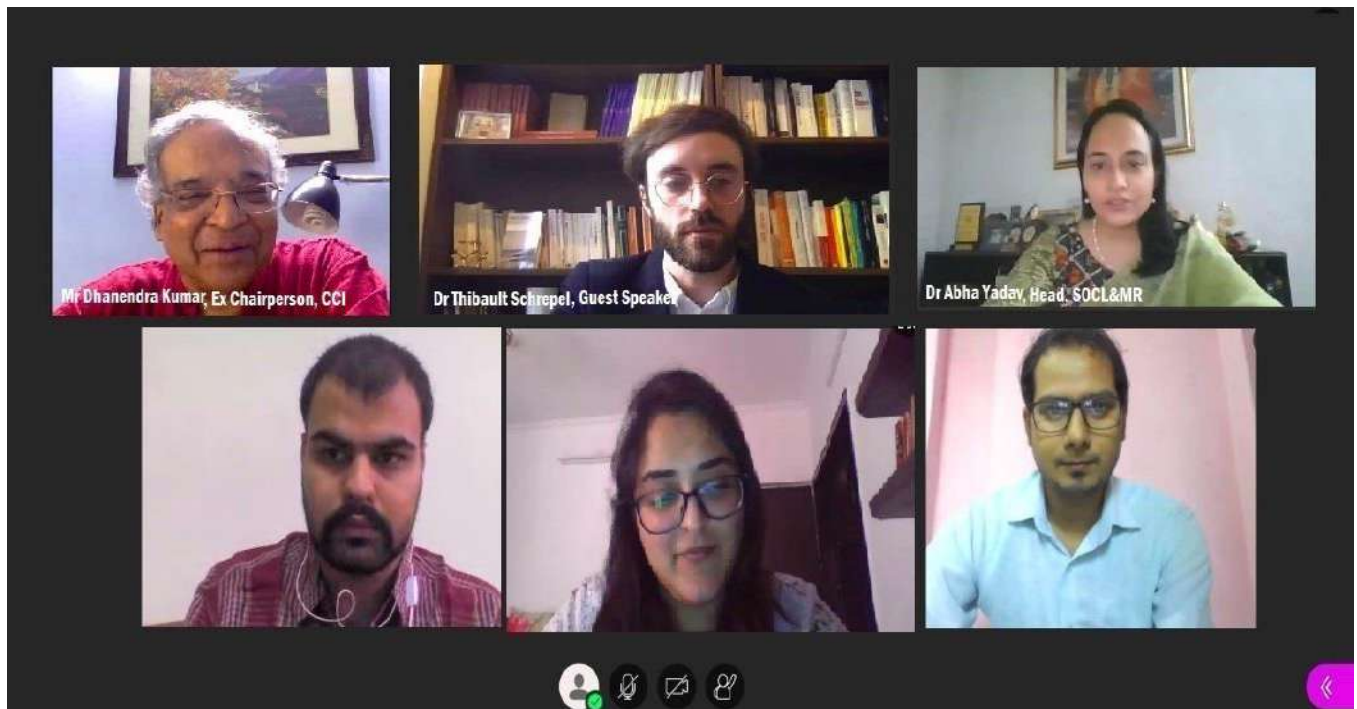 Mr Dhanendra Kumar, Ex Chairperson, CCI
Dr Thibault Schrepel, Guest Speaker
Dr Abha Yadav, Head, SOCL&MR